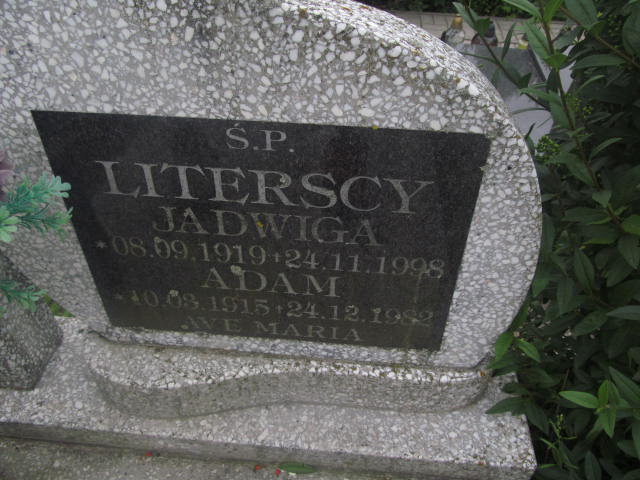 Ś.P.
LITERSCY
JADWIGA
*08.09.1919+24.11.1998
ADAM
*10.03.1915+24.12.1982
AVE MARIA